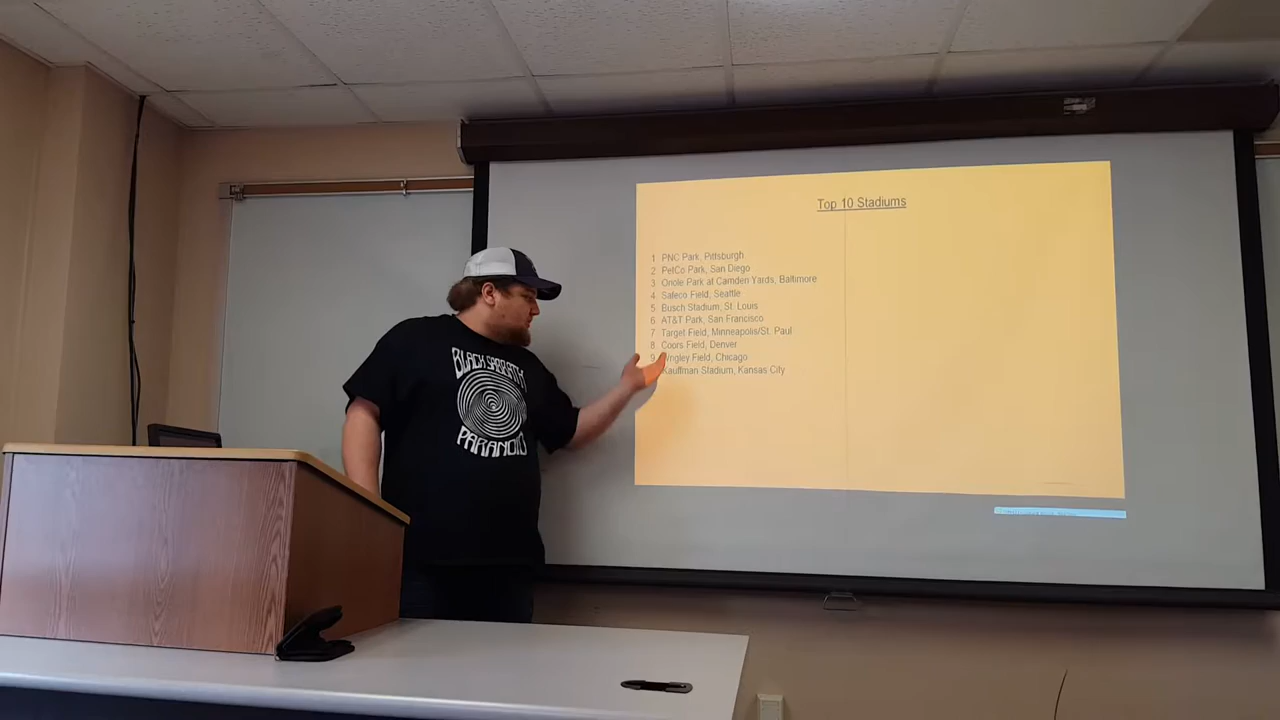 Top 10 Stadiums
1 PNC Park, Pittsburgh
2 PetCo Park, San Diego
3 Oriole Park at Camden Yards, Baltimore
4 Safeco Field, Seattle
5 Busch Stadium, St. Louis
6 AT&T Park, San Francisco
7 Target Field, Minneapolis/St. Paul
8 Coors Field, Denver
9 Wrigley Field, Chicago
Kauffman Stadium, Kansas City
BLACK SABBATH
PARANOID